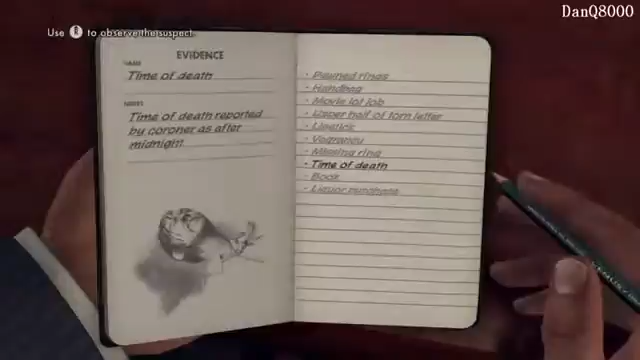 DanQ8000
Use R to observe the suspect.
EVIDENCE
NAME
Time of death
NOTES
Time of death reported
by coroner as after
midnight
- Pawned rings
- Handbag
- Movie lot job
- Upper half of torn letter
- Lipstick
- Vagrancy
- Missing ring
- Time of death
- Book
- Liquor purchase